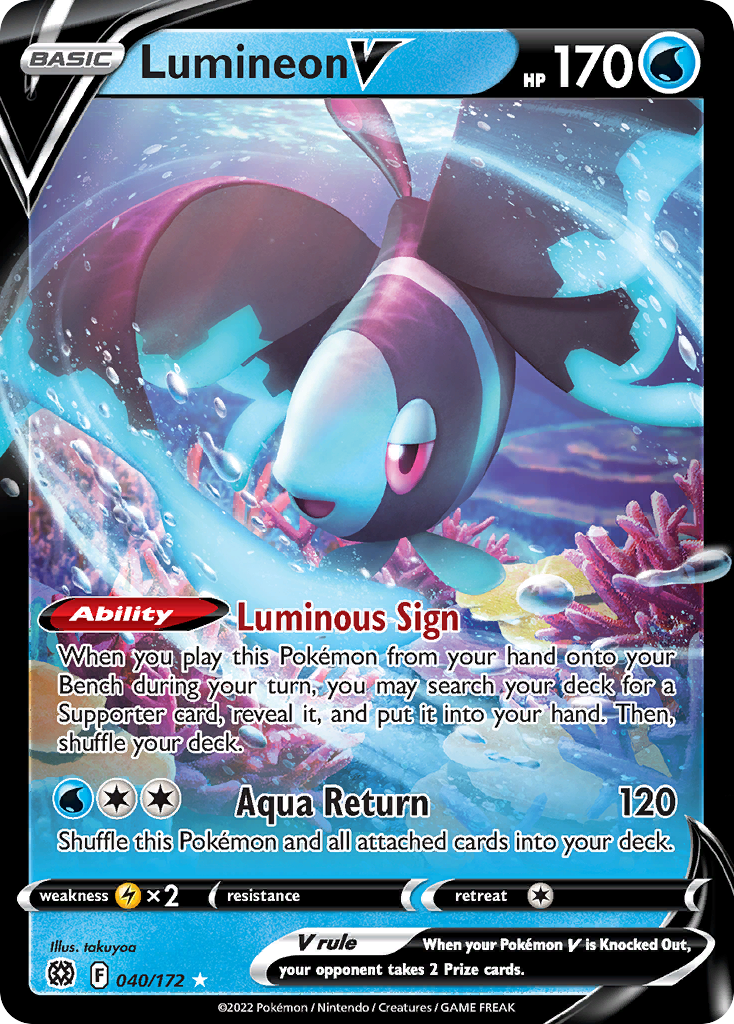 BASIC
Lumineon V
HP 170
Ability Luminous Sign
When you play this Pokémon from your hand onto your
Bench during your turn, you may search your deck for a
Supporter card, reveal it, and put it into your hand. Then,
shuffle your deck.
Aqua Return 120
Shuffle this Pokémon and all attached cards into your deck.
weakness ×2 resistance retreat
Illus. takuyoa
V rule When your Pokémon V is Knocked Out,
your opponent takes 2 Prize cards.
F 040/172 ★
©2022 Pokémon / Nintendo / Creatures / GAME FREAK